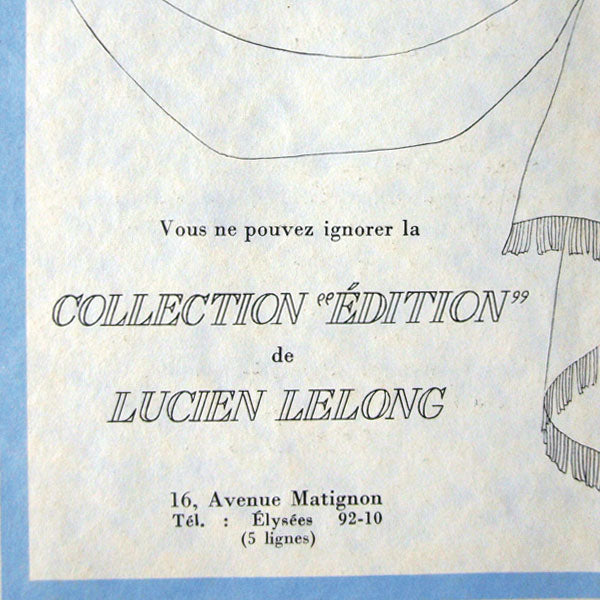 Vous ne pouvez ignorer la
COLLECTION “ÉDITION”
de
LUCIEN LELONG
16, Avenue Matignon
Tél. : Élysées 92-10
(5 lignes)